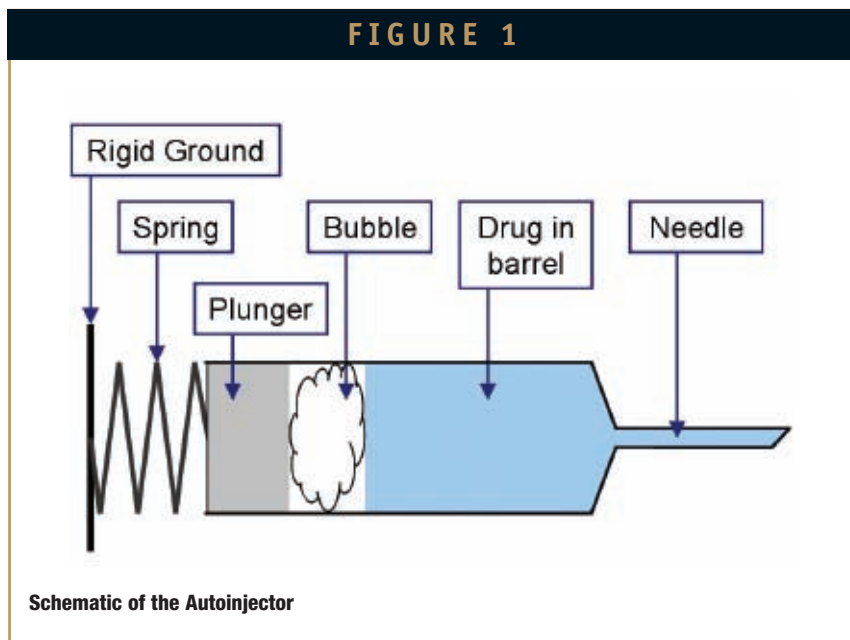 FIGURE 1
Rigid Ground
Spring
Bubble
Drug in
barrel
Needle
Plunger
Schematic of the Autoinjector